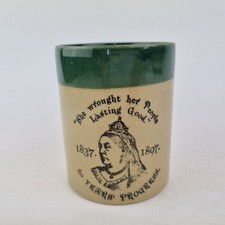 "She wrought her People
Lasting Good"
1837. 1897.
60 YEARS PROGRESS.